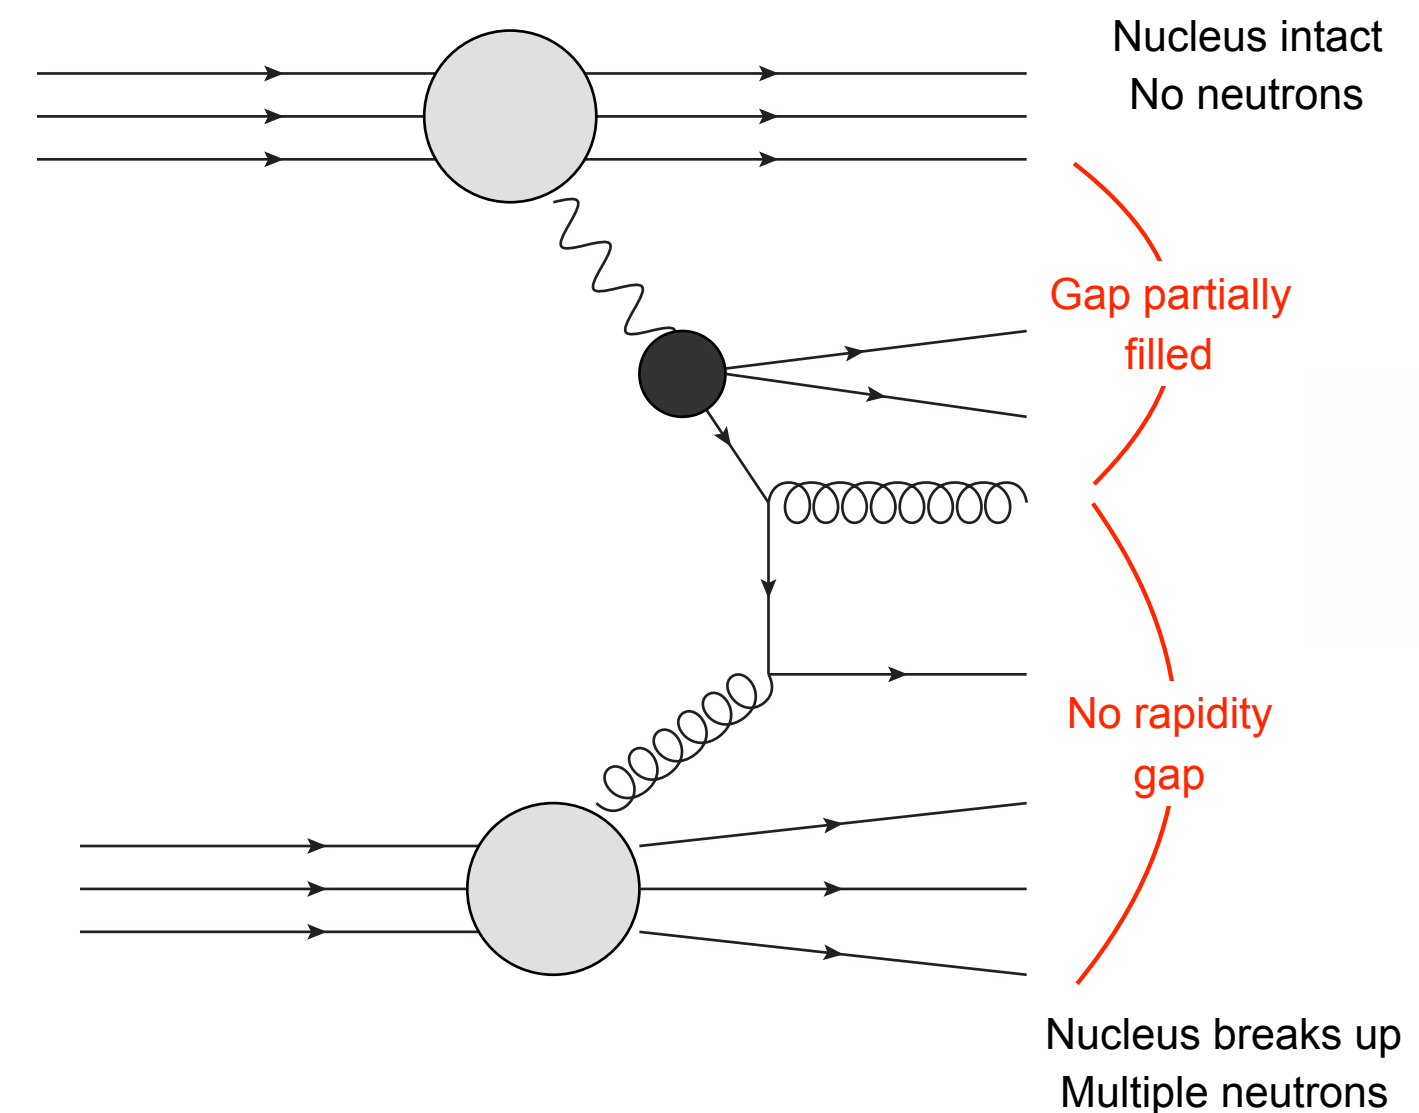 Nucleus intact
No neutrons
Gap partially
filled
No rapidity
gap
Nucleus breaks up
Multiple neutrons